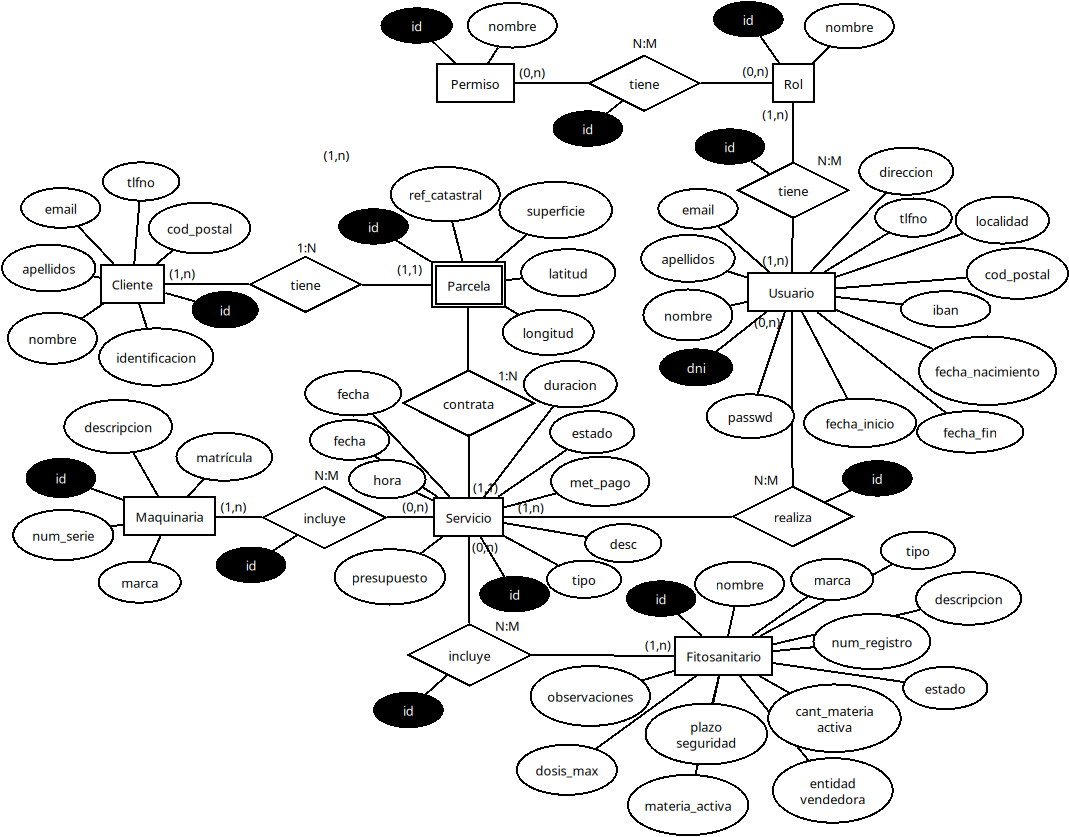 id
nombre
id
nombre
N:M
Permiso
(0,n)
tiene
(0,n)
Rol
id
(1,n)
id
N:M
tiene
(1,n)
tlfno
email
cod_postal
apellidos
Cliente
(1,n)
1:N
tiene
(1,1)
id
nombre
identificacion
ref_catastral
superficie
id
Parcela
latitud
longitud
direccion
email
tlfno
localidad
apellidos
(1,n)
cod_postal
Usuario
nombre
iban
(0,n)
dni
fecha_nacimiento
passwd
fecha_inicio
fecha_fin
1:N
contrata
fecha
duracion
fecha
estado
hora
met_pago
descripcion
matrícula
id
N:M
(1,1)
N:M
id
Maquinaria
(1,n)
incluye
(0,n)
Servicio
(1,n)
realiza
num_serie
id
marca
presupuesto
(0,n)
desc
tipo
id
N:M
incluye
id
tipo
nombre
marca
id
descripcion
(1,n)
Fitosanitario
num_registro
observaciones
estado
plazo
seguridad
cant_materia
activa
dosis_max
materia_activa
entidad
vendedora